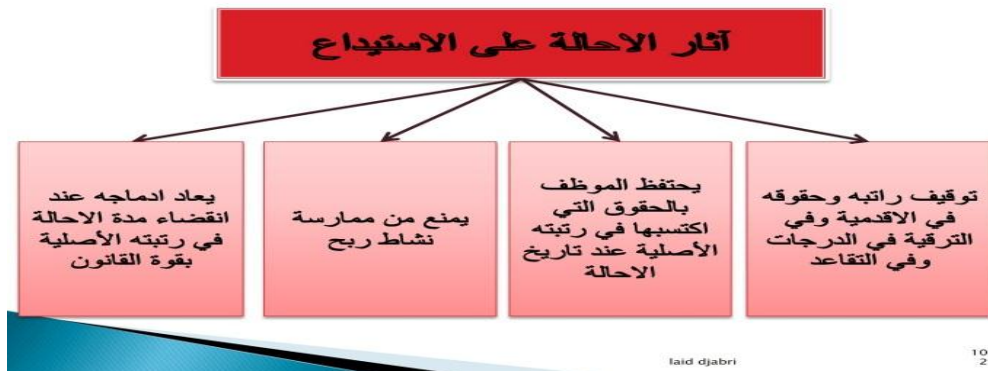 آثار الاحالة على الاستيداع
توقيف راتبه وحقوقه
في الاقدمية وفي
الترقية في الدرجات
وفي التقاعد
يحتفظ الموظف
بالحقوق التي
اكتسبها في رتبته
الأصلية عند تاريخ
الاحالة
يمنع من ممارسة
نشاط ربح
يعاد ادماجه عند
انقضاء مدة الاحالة
في رتبته الأصلية
بقوة القانون
laid djabri
10
2